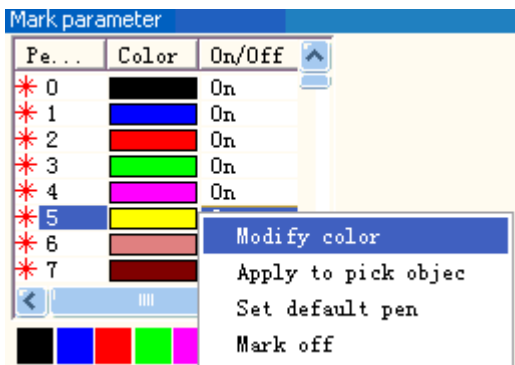 Mark parameter
Pe... Color On/Off
0 On
1 On
2 On
3 On
4 On
5
6
7
Modify color
Apply to pick objec
Set default pen
Mark off